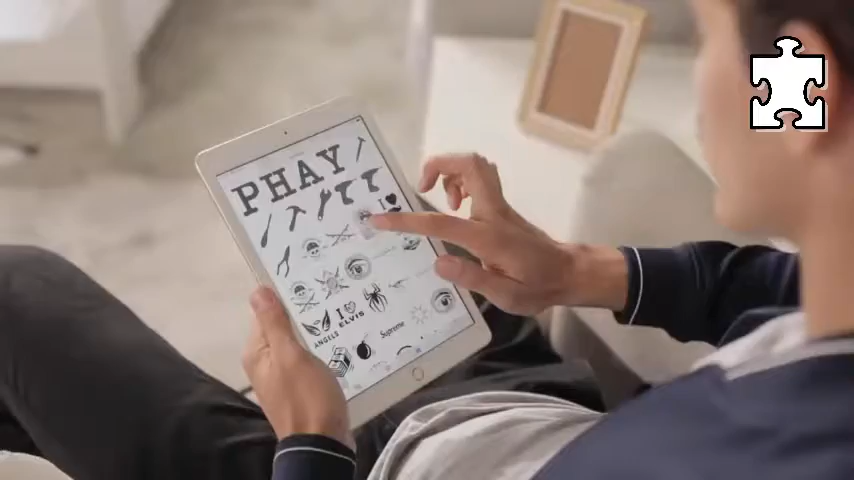 PHAY
I
I
ELVIS
ANGELS
Supreme